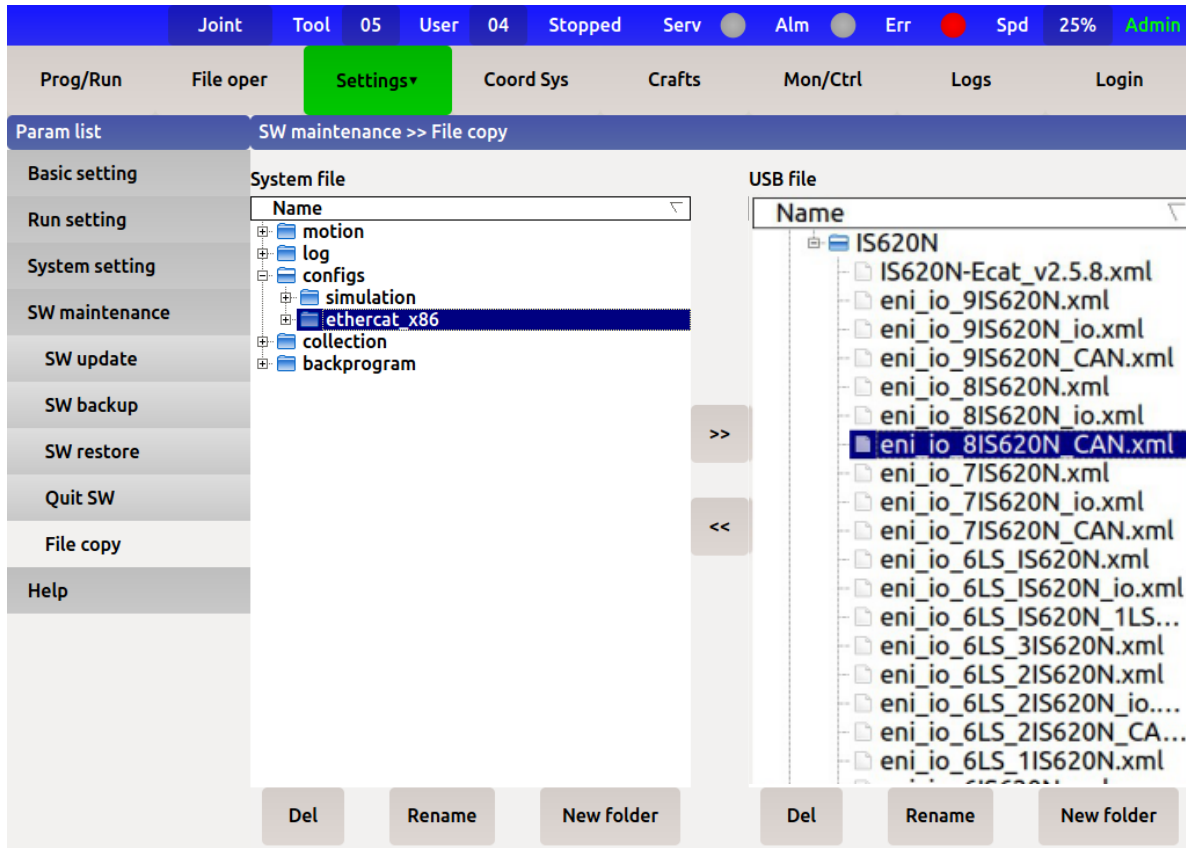 Joint Tool 05 User 04 Stopped Serv Alm Err Spd 25% Admin
Prog/Run File oper Settings▾ Coord Sys Crafts Mon/Ctrl Logs Login
Param list
Basic setting
Run setting
System setting
SW maintenance
SW update
SW backup
SW restore
Quit SW
File copy
Help
SW maintenance >> File copy
System file
Name
motion
log
configs
simulation
ethercat_x86
collection
backprogram
>>
<<
Del Rename New folder
USB file
Name
IS620N
IS620N-Ecat_v2.5.8.xml
eni_io_9IS620N.xml
eni_io_9IS620N_io.xml
eni_io_9IS620N_CAN.xml
eni_io_8IS620N.xml
eni_io_8IS620N_io.xml
eni_io_8IS620N_CAN.xml
eni_io_7IS620N.xml
eni_io_7IS620N_io.xml
eni_io_7IS620N_CAN.xml
eni_io_6LS_IS620N.xml
eni_io_6LS_IS620N_io.xml
eni_io_6LS_IS620N_1LS...
eni_io_6LS_3IS620N.xml
eni_io_6LS_2IS620N.xml
eni_io_6LS_2IS620N_io....
eni_io_6LS_2IS620N_CA...
eni_io_6LS_1IS620N.xml
Del Rename New folder